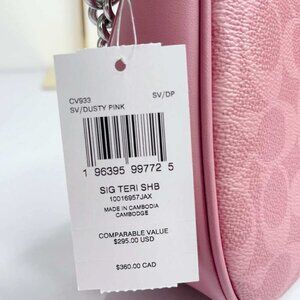 CV933 SV/DP
SV/DUSTY PINK
1 96395 99772 5
SIG TERI SHB
10016957JAX
MADE IN CAMBODIA
CAMBODGE
COMPARABLE VALUE
$295.00 USD
$360.00 CAD